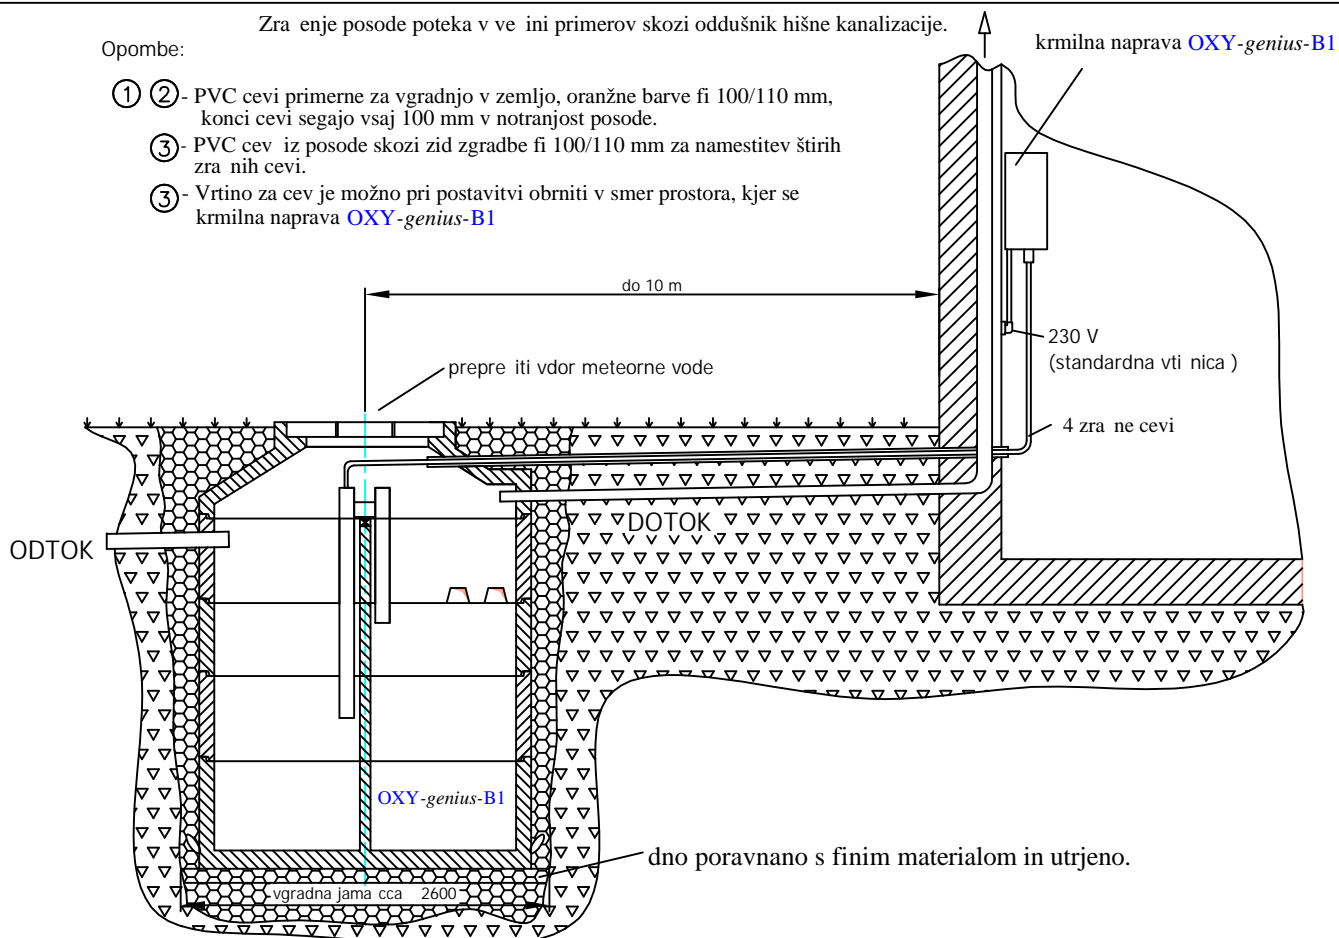 Zra enje posode poteka v ve ini primerov skozi oddušnik hišne kanalizacije.
Opombe:
krmilna naprava OXY-genius-B1
1 2 - PVC cevi primerne za vgradnjo v zemljo, oranžne barve fi 100/110 mm,
konci cevi segajo vsaj 100 mm v notranjost posode.
3 - PVC cev iz posode skozi zid zgradbe fi 100/110 mm za namestitev štirih
zra nih cevi.
3 - Vrtino za cev je možno pri postavitvi obrniti v smer prostora, kjer se
krmilna naprava OXY-genius-B1
do 10 m
230 V
(standardna vti nica )
prepre iti vdor meteorne vode
4 zra ne cevi
DOTOK
ODTOK
OXY-genius-B1
dno poravnano s finim materialom in utrjeno.
vgradna jama cca 2600